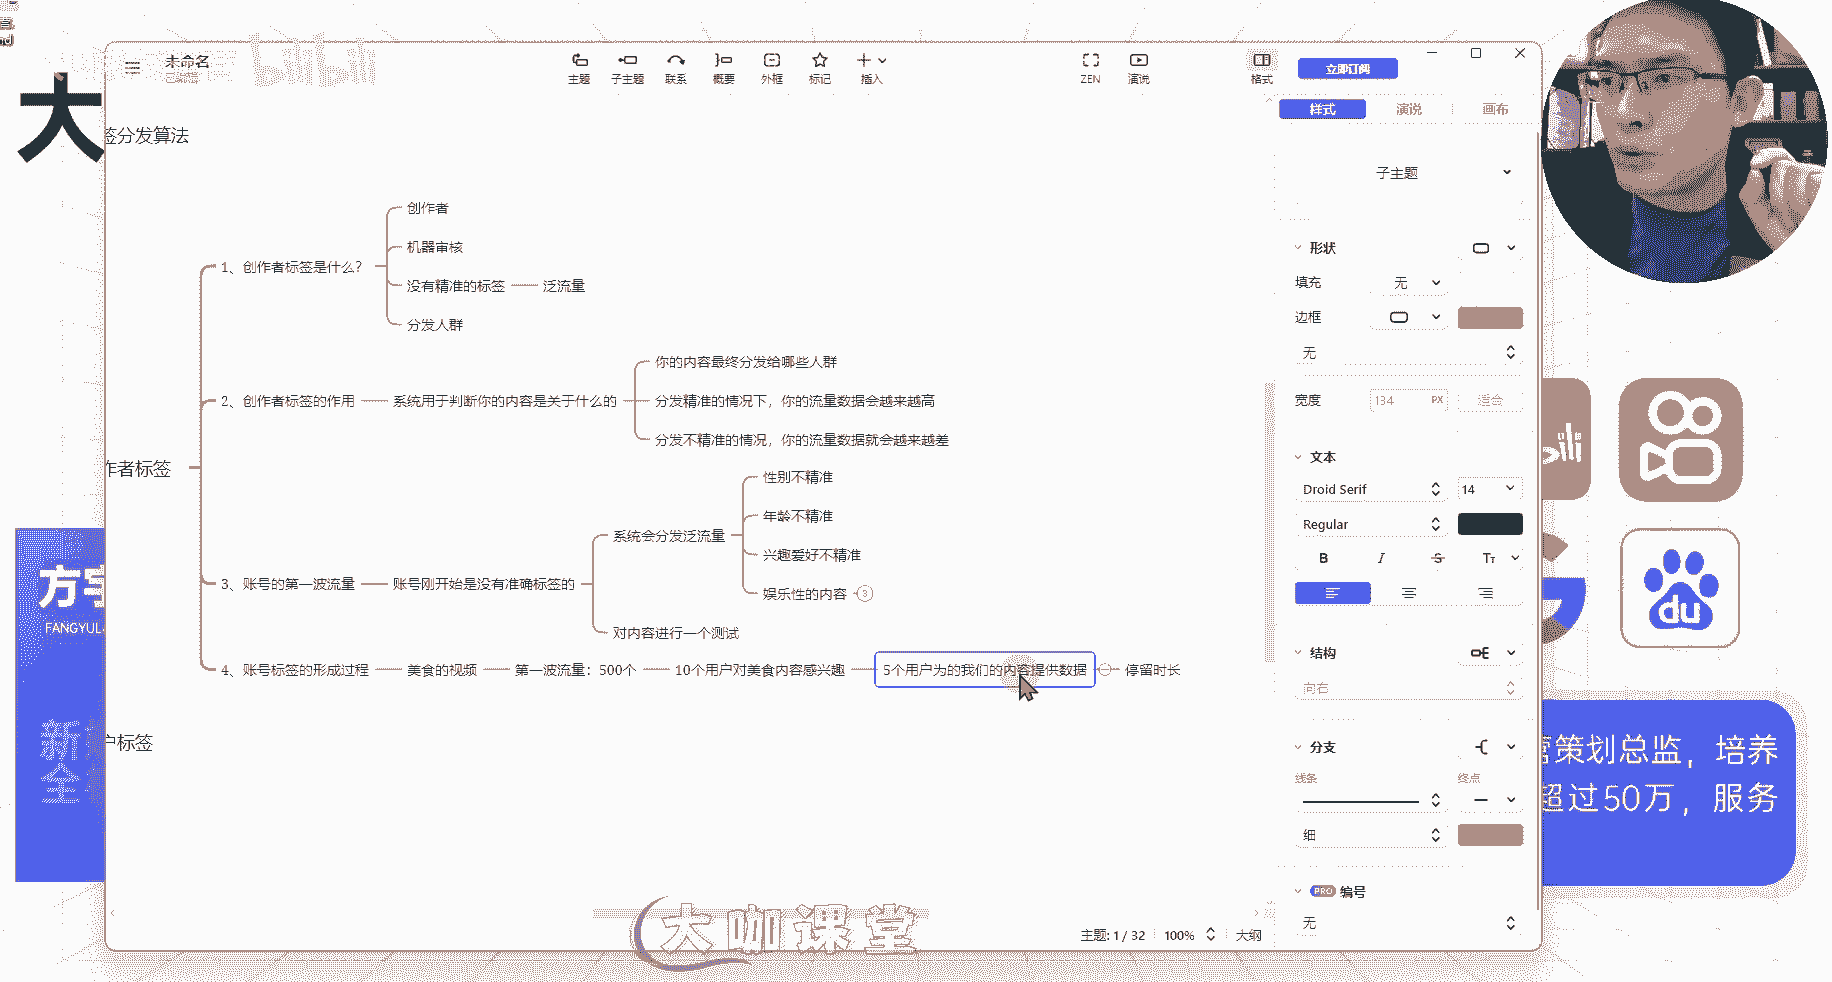 未命名
已编辑
bilibili
主题
子主题
联系
概要
外框
标记
插入
ZEN
演说
格式
立即订阅
大
签分发算法
样式
演说
画布
子主题
创作者
机器审核
1、创作者标签是什么？
没有精准的标签
泛流量
分发人群
形状
填充
无
边框
无
你的内容最终分发给哪些人群
2、创作者标签的作用
系统用于判断你的内容是关于什么的
分发精准的情况下，你的流量数据会越来越高
分发不精准的情况，你的流量数据就会越来越差
宽度
134
PX
适合
作者标签
文本
Droid Serif
14
Regular
B
I
S
TT
性别不精准
年龄不精准
系统会分发泛流量
兴趣爱好不精准
3、账号的第一波流量
账号刚开始是没有准确标签的
娱乐性的内容
3
对内容进行一个测试
4、账号标签的形成过程
美食的视频
第一波流量：500个
10个用户对美食内容感兴趣
5个用户为的我们的内容提供数据
停留时长
结构
向右
户标签
分支
线条
终点
细
PRO 编号
无
方宇
FANGYUL
新
全
bili
du
营策划总监，培养
超过50万，服务
大咖课堂
主题: 1 / 32
100%
大纲